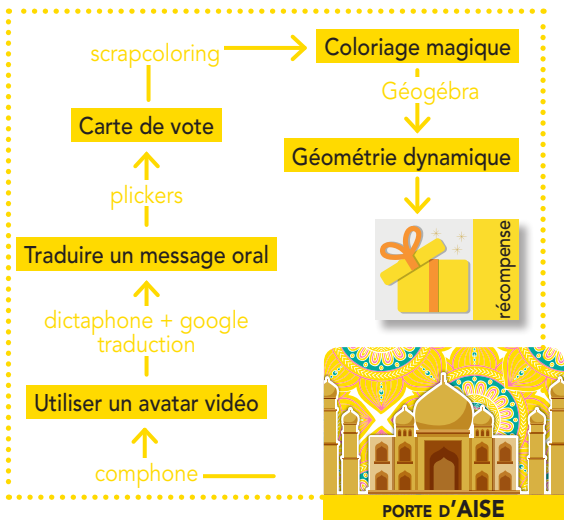 scrapcoloring
Coloriage magique
Géogébra
Carte de vote
Géométrie dynamique
plickers
récompense
Traduire un message oral
dictaphone + google
traduction
Utiliser un avatar vidéo
comphone
PORTE D'AISE